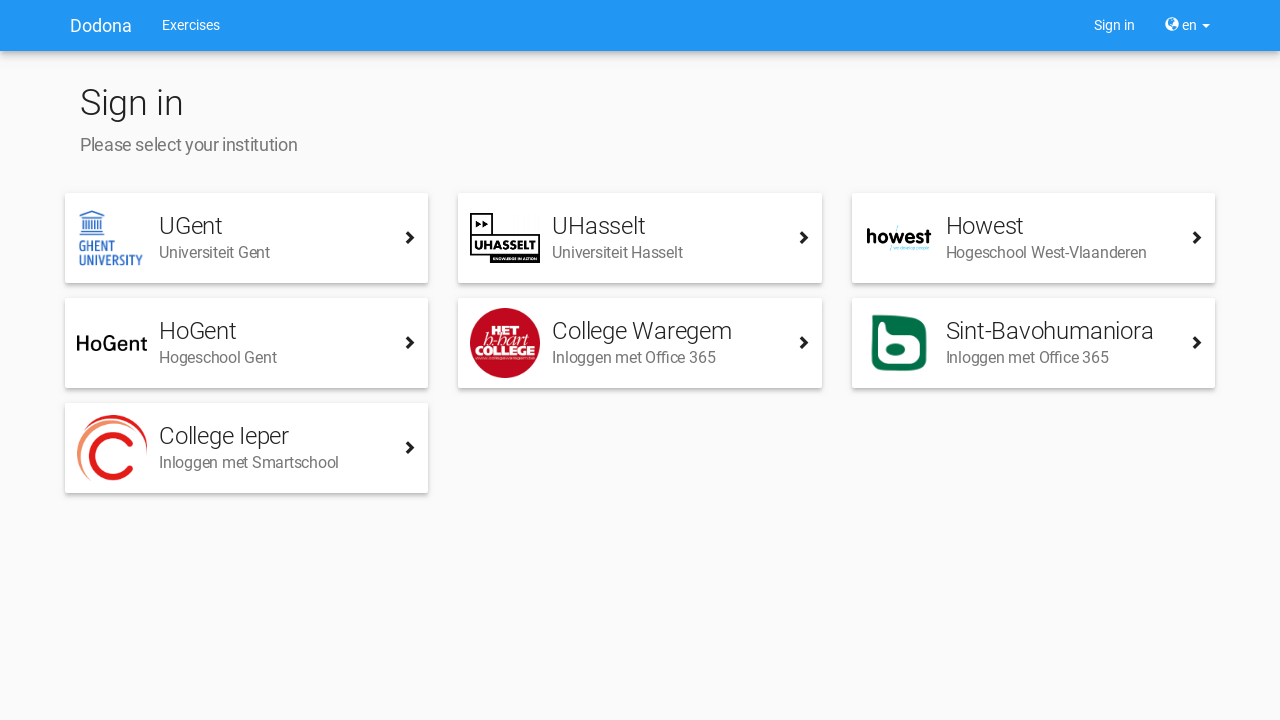 Dodona Exercises Sign in en
Sign in
Please select your institution
GHENT
UNIVERSITY
UGent
Universiteit Gent
UHASSELT
KNOWLEDGE IN ACTION
UHasselt
Universiteit Hasselt
howest
Howest
Hogeschool West-Vlaanderen
HoGent
HoGent
Hogeschool Gent
HET
h-hart
COLLEGE
College Waregem
Inloggen met Office 365
Sint-Bavohumaniora
Inloggen met Office 365
College Ieper
Inloggen met Smartschool